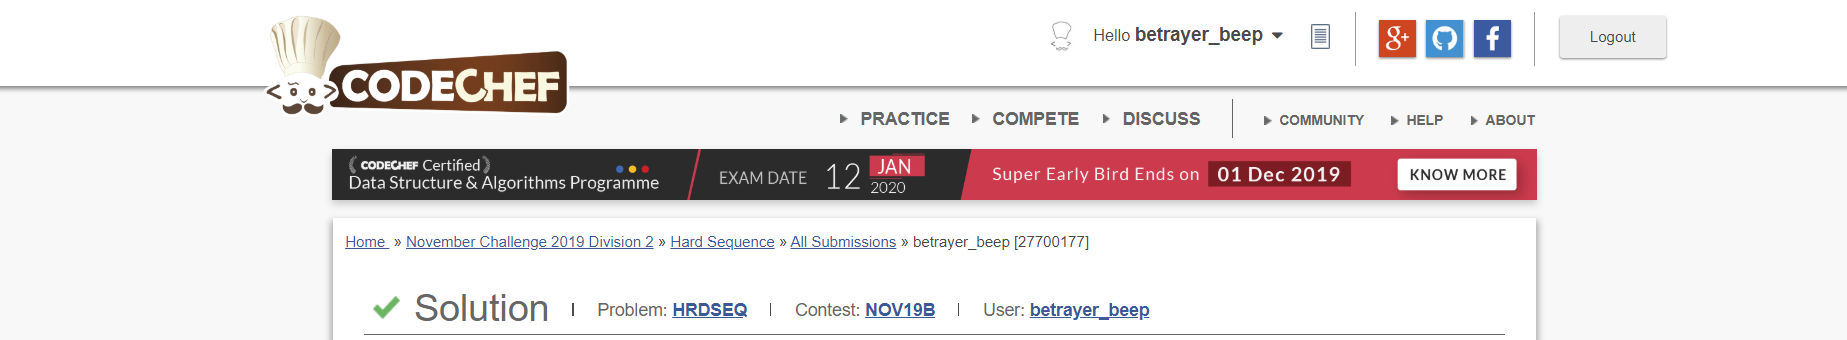 Hello betrayer_beep
Logout
<> CODECHEF
PRACTICE COMPETE DISCUSS COMMUNITY HELP ABOUT
CODECHEF Certified
Data Structure & Algorithms Programme
EXAM DATE 12 JAN 2020
Super Early Bird Ends on 01 Dec 2019
KNOW MORE
Home » November Challenge 2019 Division 2 » Hard Sequence » All Submissions » betrayer_beep [27700177]
Solution | Problem: HRDSEQ | Contest: NOV19B | User: betrayer_beep